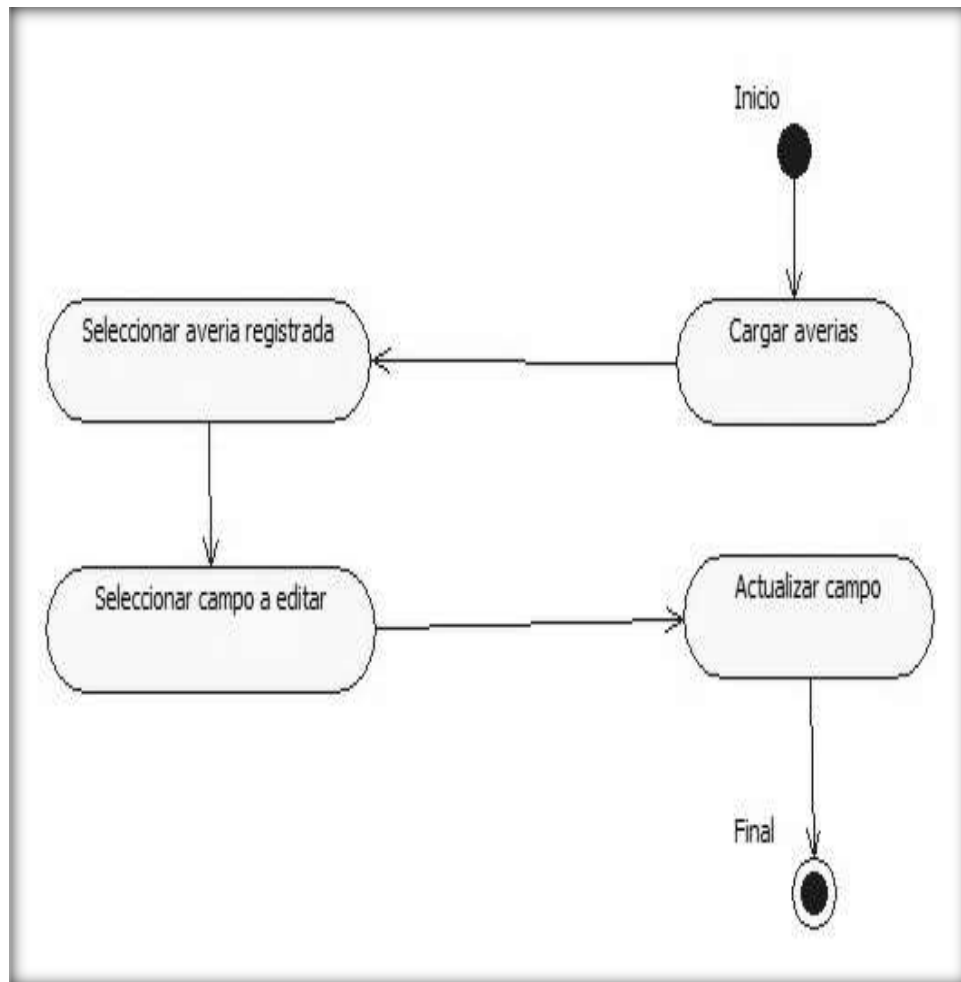 Inicio
Cargar averias
Seleccionar averia registrada
Seleccionar campo a editar
Actualizar campo
Final